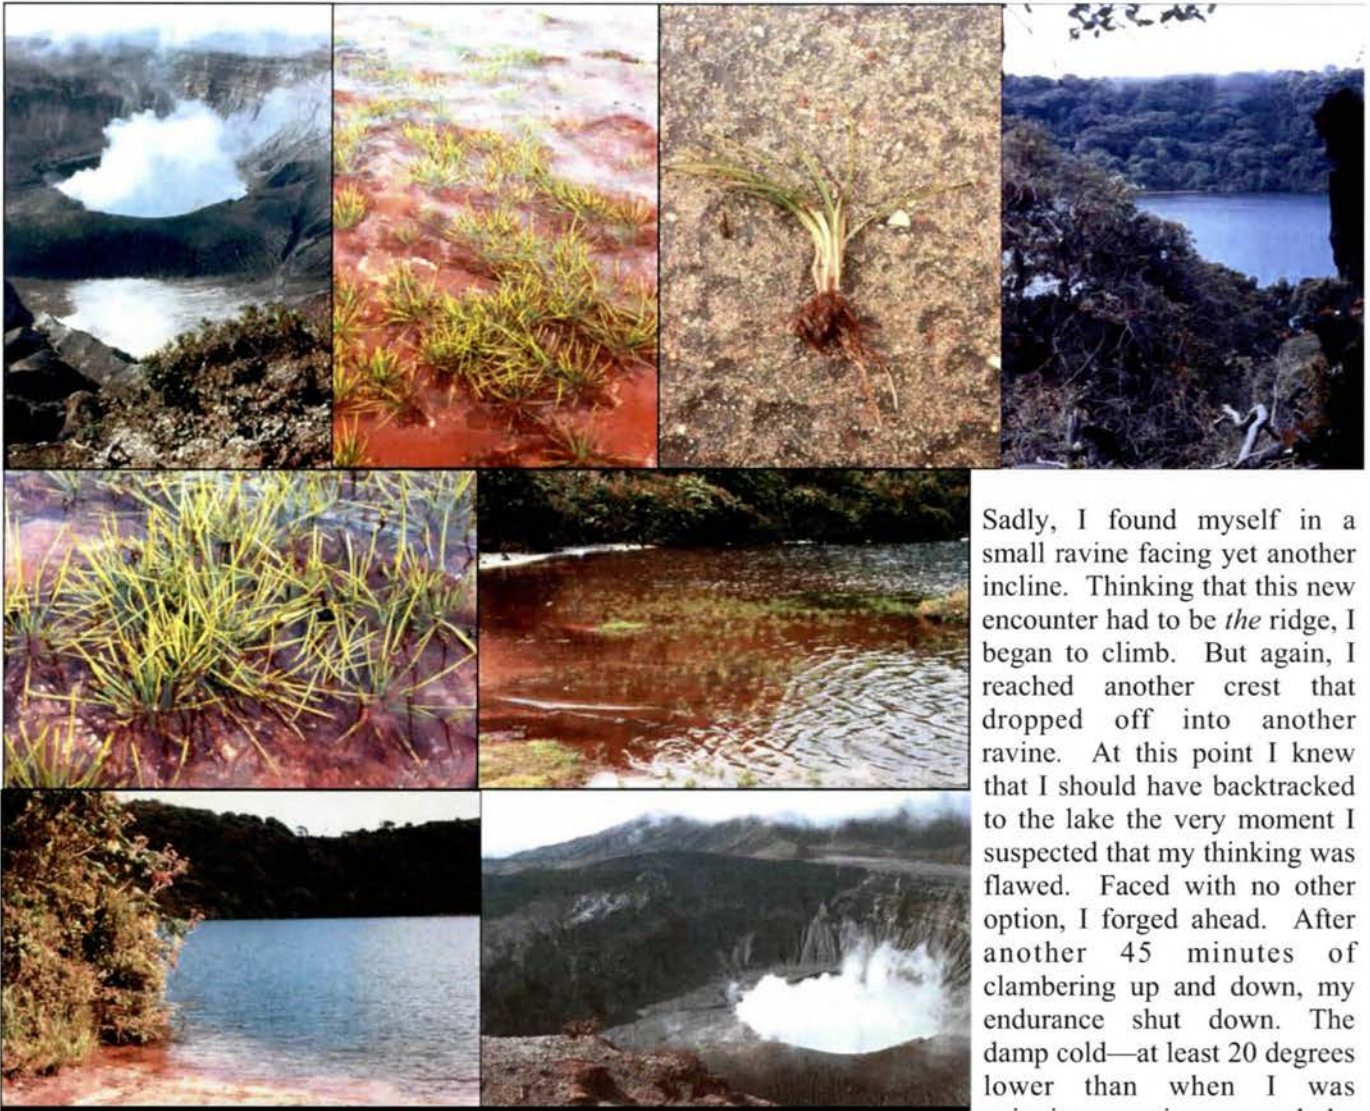 Sadly, I found myself in a
small ravine facing yet another
incline. Thinking that this new
encounter had to be the ridge, I
began to climb. But again, I
reached another crest that
dropped off into another
ravine. At this point I knew
that I should have backtracked
to the lake the very moment I
suspected that my thinking was
flawed. Faced with no other
option, I forged ahead. After
another 45 minutes of
clambering up and down, my
endurance shut down. The
damp cold—at least 20 degrees
lower than when I was